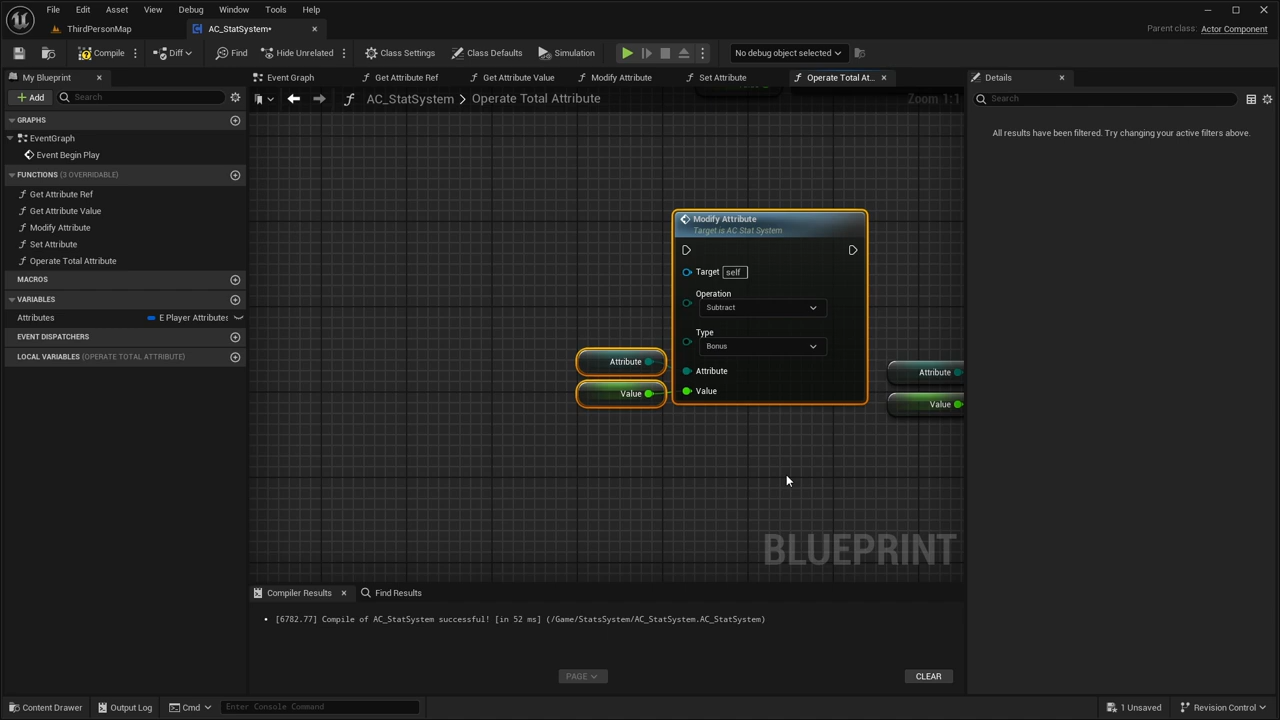 File Edit Asset View Debug Window Tools Help
ThirdPersonMap
AC_StatSystem*
Parent class: Actor Component
Compile
Diff
Find
Hide Unrelated
Class Settings
Class Defaults
Simulation
No debug object selected
My Blueprint
Event Graph
Get Attribute Ref
Get Attribute Value
Modify Attribute
Set Attribute
Operate Total At...
Details
Add
Search
AC_StatSystem > Operate Total Attribute
Zoom 1:1
Search
GRAPHS
EventGraph
Event Begin Play
FUNCTIONS (3 OVERRIDABLE)
Get Attribute Ref
Get Attribute Value
Modify Attribute
Set Attribute
Operate Total Attribute
MACROS
VARIABLES
Attributes E Player Attributes
EVENT DISPATCHERS
LOCAL VARIABLES (OPERATE TOTAL ATTRIBUTE)
All results have been filtered. Try changing your active filters above.
Modify Attribute
Target is AC Stat System
Target self
Operation
Subtract
Type
Bonus
Attribute
Value
Attribute
Value
Attribute
Value
BLUEPRINT
Compiler Results
Find Results
[6782.77] Compile of AC_StatSystem successful! [in 52 ms] (/Game/StatsSystem/AC_StatSystem.AC_StatSystem)
PAGE
CLEAR
Content Drawer
Output Log
Cmd
Enter Console Command
1 Unsaved
Revision Control